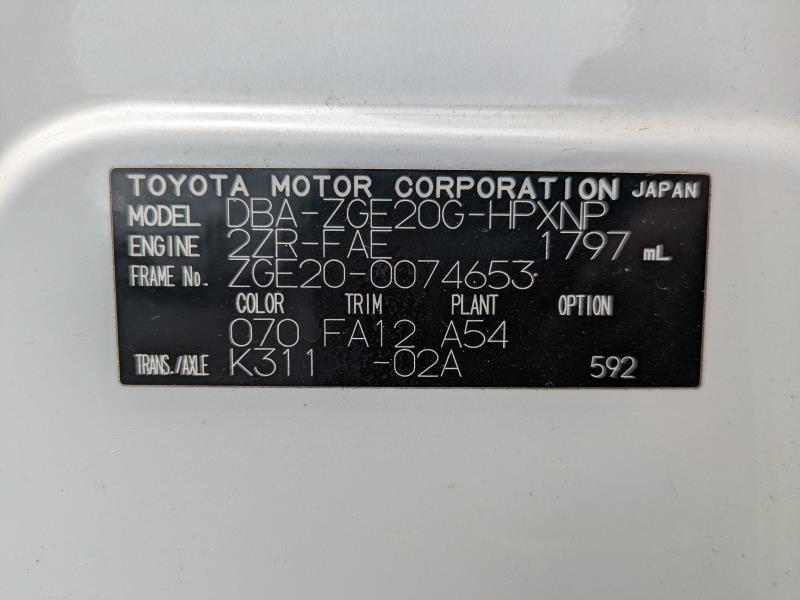 TOYOTA MOTOR CORPORATION JAPAN
MODEL DBA-ZGE20G-HPXNP
ENGINE 2ZR-FAE 1797 mL
FRAME No. ZGE20-0074653
COLOR TRIM PLANT OPTION
070 FA12 A54
TRANS./AXLE K311 -02A 592